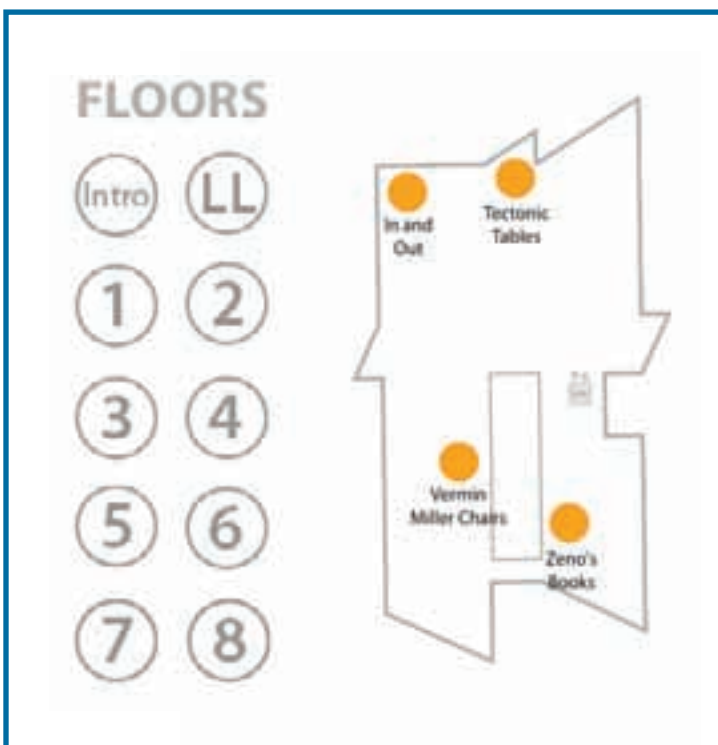 FLOORS
Intro LL
1 2
3 4
5 6
7 8
In and
Out
Tectonic
Tables
Vermin
Miller Chairs
Zeno's
Books